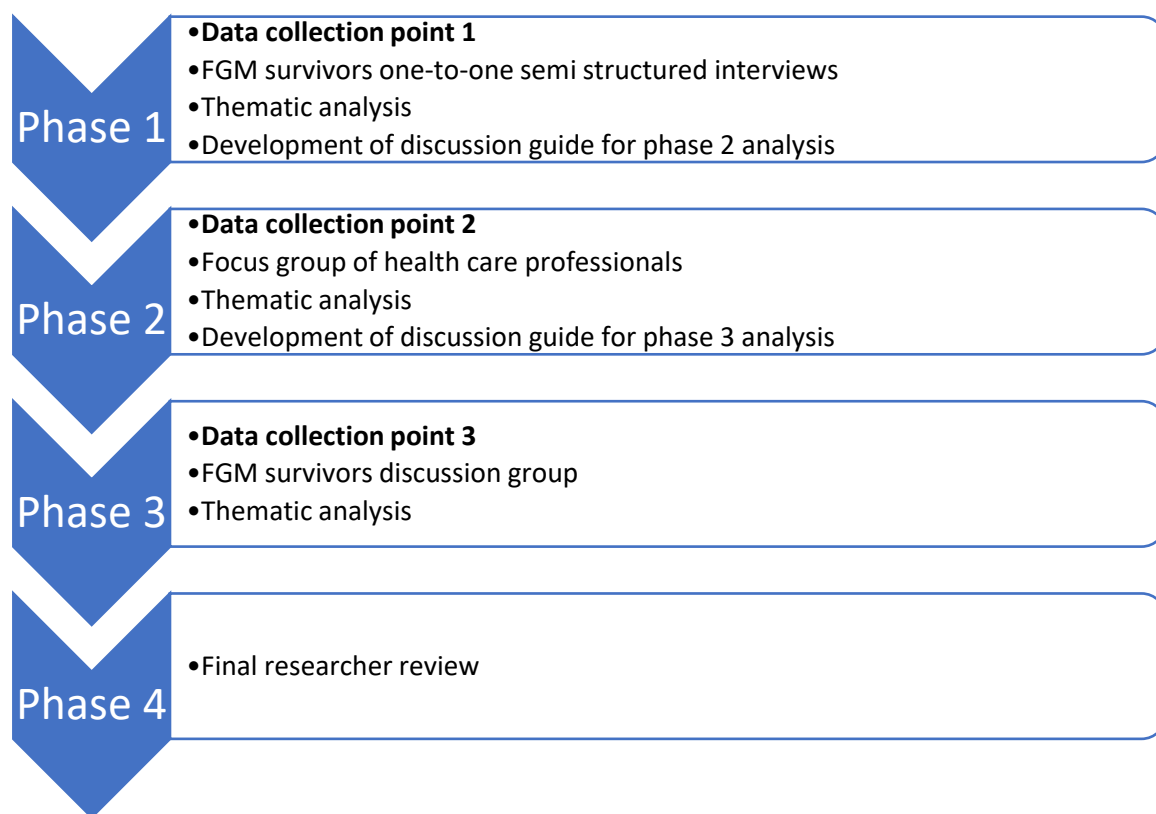 Phase 1
•Data collection point 1
•FGM survivors one-to-one semi structured interviews
•Thematic analysis
•Development of discussion guide for phase 2 analysis
Phase 2
•Data collection point 2
•Focus group of health care professionals
•Thematic analysis
•Development of discussion guide for phase 3 analysis
Phase 3
•Data collection point 3
•FGM survivors discussion group
•Thematic analysis
Phase 4
•Final researcher review